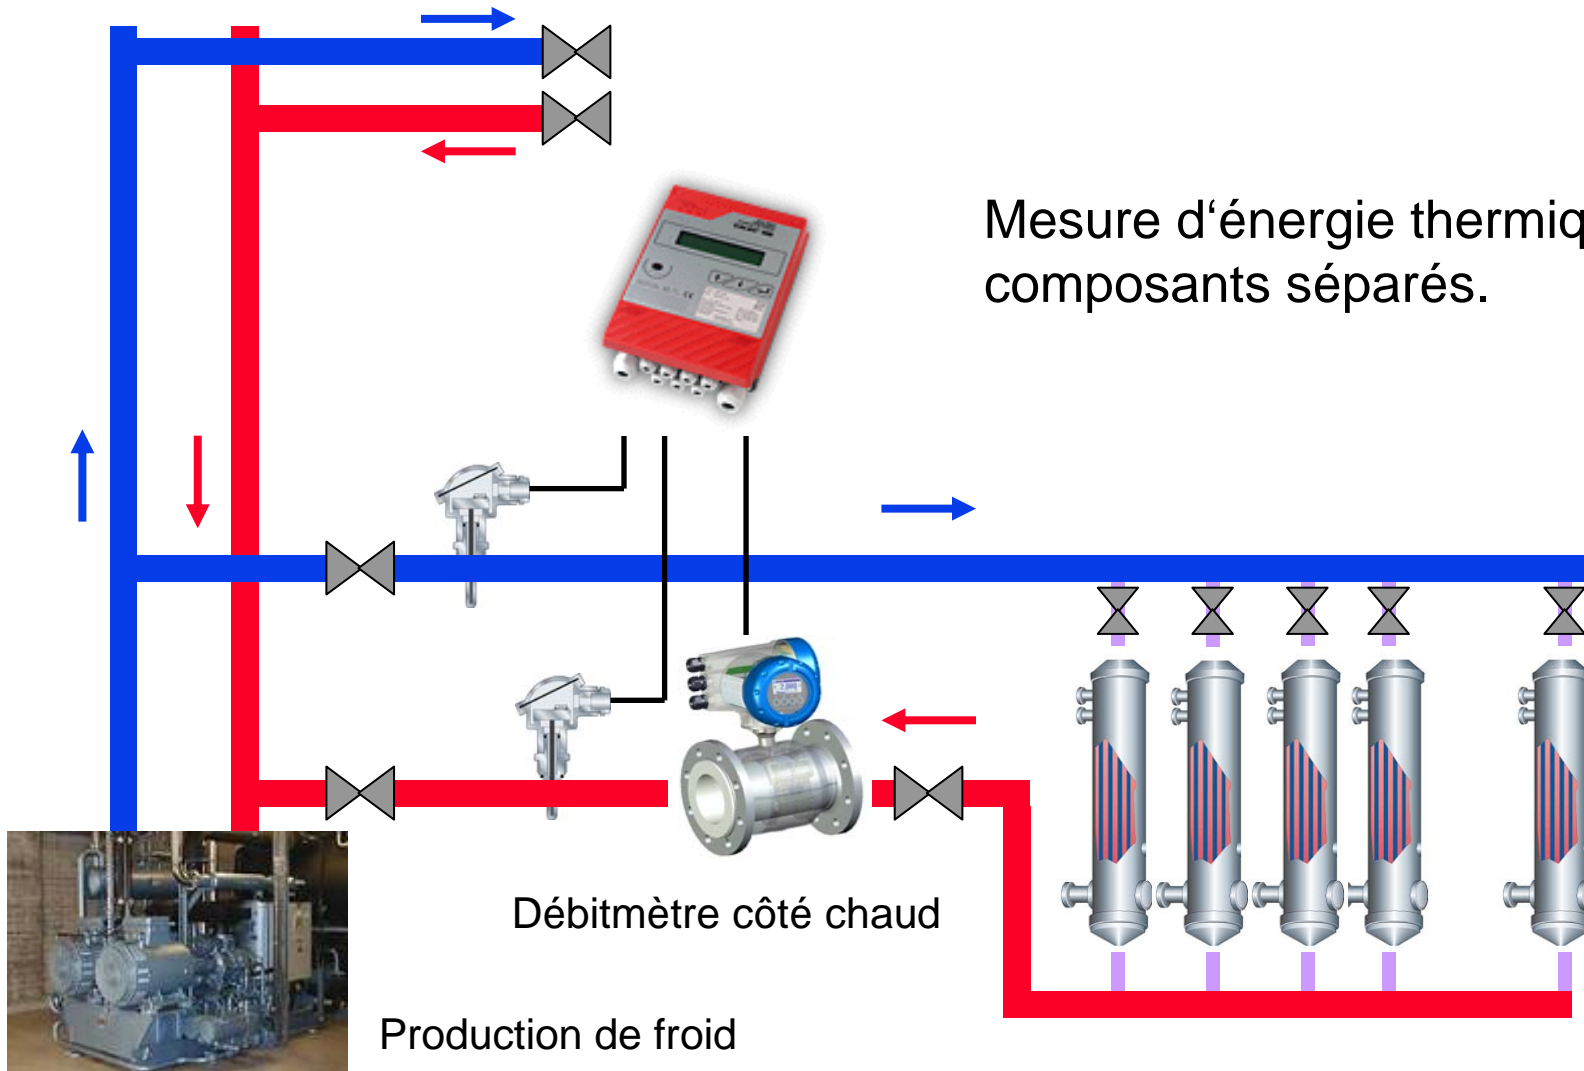 Mesure d‘énergie thermiq
composants séparés.
Débitmètre côté chaud
Production de froid